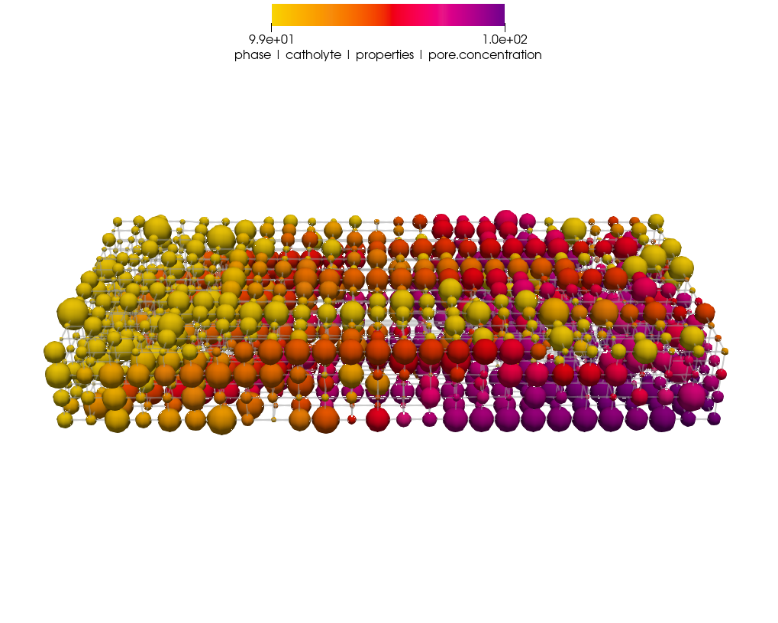 9.9e+01 1.0e+02
phase | catholyte | properties | pore.concentration